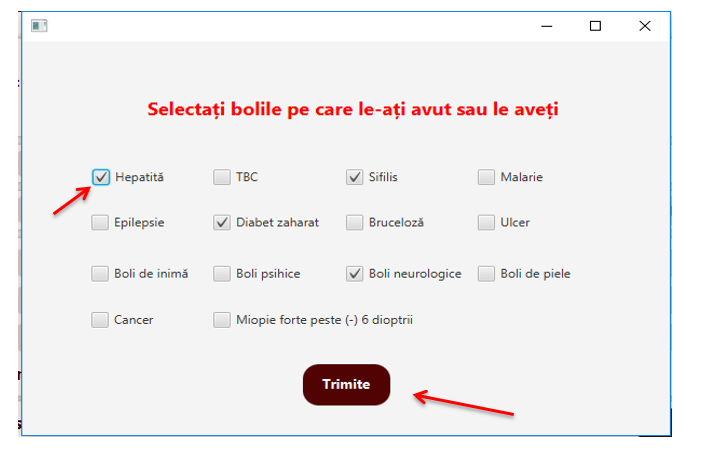 Selectați bolile pe care le-ați avut sau le aveți
Hepatită TBC Sifilis Malarie
Epilepsie Diabet zaharat Bruceloză Ulcer
Boli de inimă Boli psihice Boli neurologice Boli de piele
Cancer Miopie forte peste (-) 6 dioptrii
Trimite